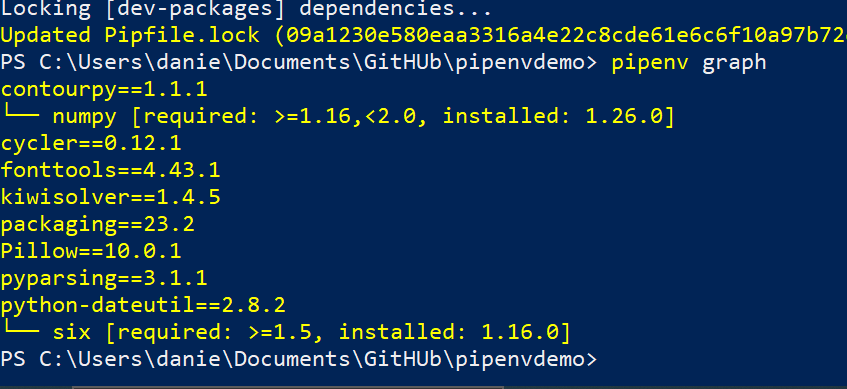 Locking [dev-packages] dependencies...
Updated Pipfile.lock (09a1230e580eaa3316a4e22c8cde61e6c6f10a97b72
PS C:\Users\danie\Documents\GitHUb\pipenvdemo> pipenv graph
contourpy==1.1.1
└── numpy [required: >=1.16,<2.0, installed: 1.26.0]
cycler==0.12.1
fonttools==4.43.1
kiwisolver==1.4.5
packaging==23.2
Pillow==10.0.1
pyparsing==3.1.1
python-dateutil==2.8.2
└── six [required: >=1.5, installed: 1.16.0]
PS C:\Users\danie\Documents\GitHUb\pipenvdemo>